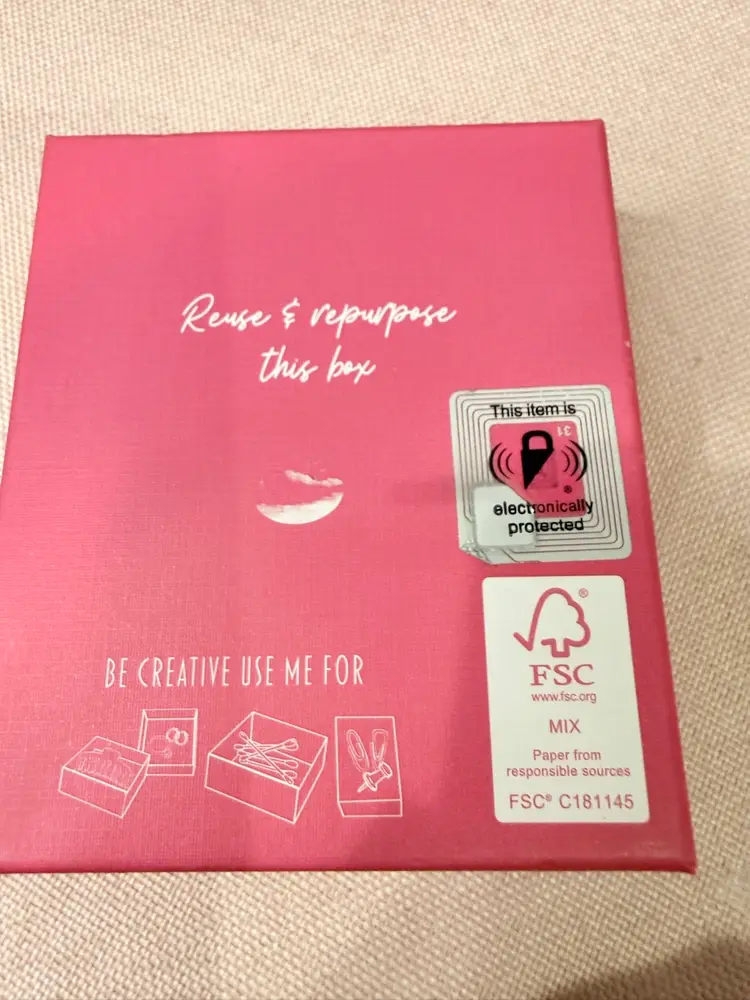 Reuse & repurpose
this box
This item is
31
®
electronically
protected
BE CREATIVE USE ME FOR
®
FSC
www.fsc.org
MIX
Paper from
responsible sources
FSC® C181145